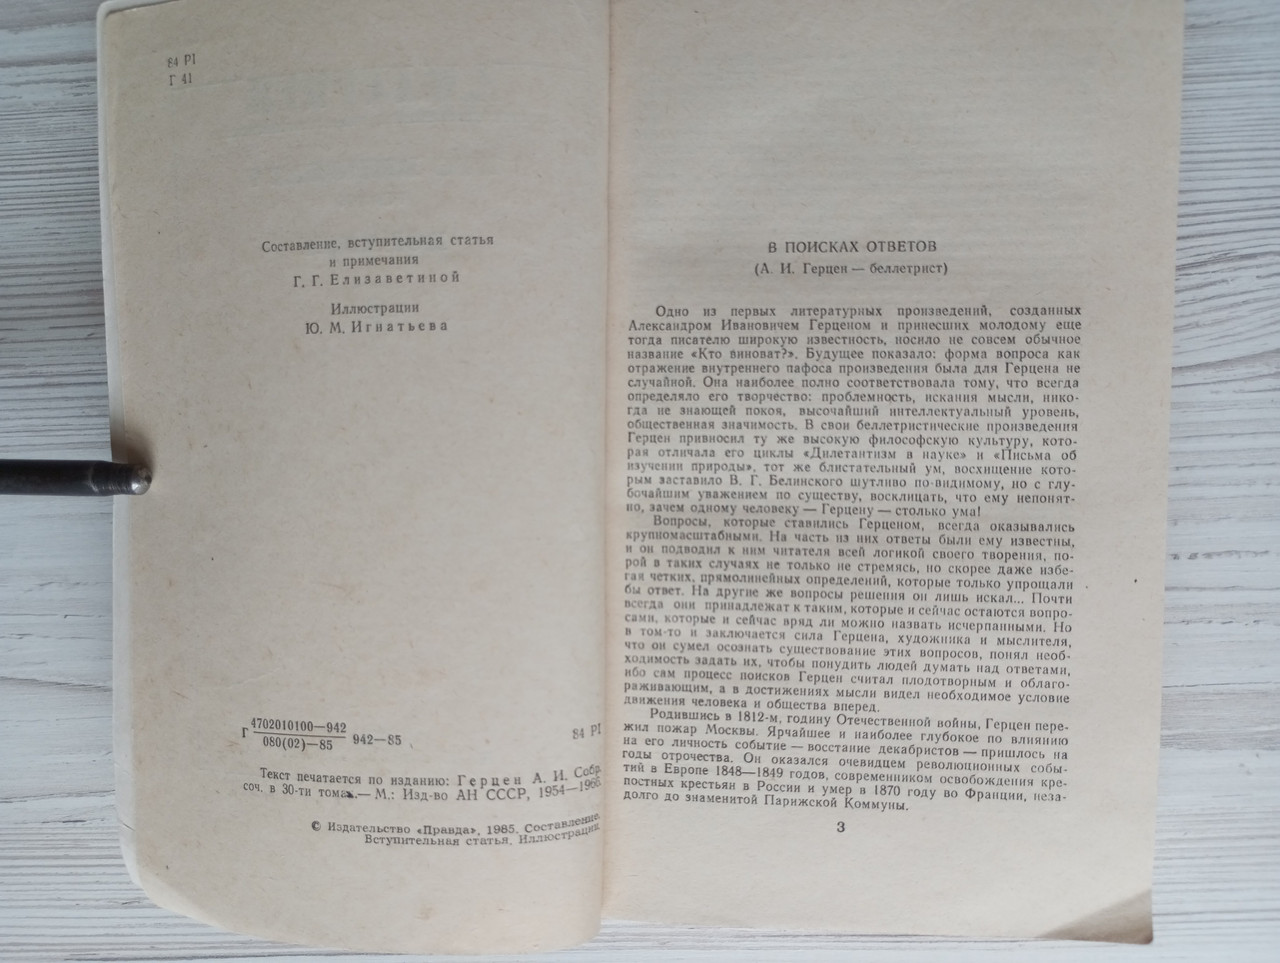 84 Р1
Г 41
Составление, вступительная статья
и примечания
Г. Г. Елизаветиной
Иллюстрации
Ю. М. Игнатьева
Г 4702010100—942
080(02)—85 942—85
84 Р1
Текст печатается по изданию: Герцен А. И. Собр.
соч. в 30-ти томах.— М.: Изд-во АН СССР, 1954—1966.
© Издательство «Правда», 1985. Составление.
Вступительная статья. Иллюстрации.
В ПОИСКАХ ОТВЕТОВ
(А. И. Герцен — беллетрист)
Одно из первых литературных произведений, созданных
Александром Ивановичем Герценом и принесших молодому еще
тогда писателю широкую известность, носило не совсем обычное
название «Кто виноват?». Будущее показало: форма вопроса как
отражение внутреннего пафоса произведения была для Герцена не
случайной. Она наиболее полно соответствовала тому, что всегда
определяло его творчество: проблемность, искания мысли, нико-
гда не знающей покоя, высочайший интеллектуальный уровень,
общественная значимость. В свои беллетристические произведения
Герцен привносил ту же высокую философскую культуру, кото-
рая отличала его циклы «Дилетантизм в науке» и «Письма об
изучении природы», тот же блистательный ум, восхищение кото-
рым заставило В. Г. Белинского шутливо по-видимому, но с глу-
бочайшим уважением по существу, восклицать, что ему непонят-
но, зачем одному человеку — Герцену — столько ума!
Вопросы, которые ставились Герценом, всегда оказывались
крупномасштабными. На часть из них ответы были ему известны,
и он подводил к ним читателя всей логикой своего творения, по-
рой в таких случаях не только не стремясь, но скорее даже избе-
гая четких, прямолинейных определений, которые только упрощали
бы ответ. На другие же вопросы решения он лишь искал... Почти
всегда они принадлежат к таким, которые и сейчас остаются вопро-
сами, которые и сейчас вряд ли можно назвать исчерпанными. Но
в том-то и заключается сила Герцена, художника и мыслителя,
что он сумел осознать существование этих вопросов, понял необ-
ходимость задать их, чтобы понудить людей думать над ответами,
ибо сам процесс поисков Герцен считал плодотворным и облаго-
раживающим, а в достижениях мысли видел необходимое условие
движения человека и общества вперед.
Родившись в 1812-м, годину Отечественной войны, Герцен пере-
жил пожар Москвы. Ярчайшее и наиболее глубокое по влиянию
на его личность событие — восстание декабристов — пришлось на
годы отрочества. Он оказался очевидцем революционных собы-
тий в Европе 1848—1849 годов, современником освобождения кре-
постных крестьян в России и умер в 1870 году во Франции, неза-
долго до знаменитой Парижской Коммуны.
3